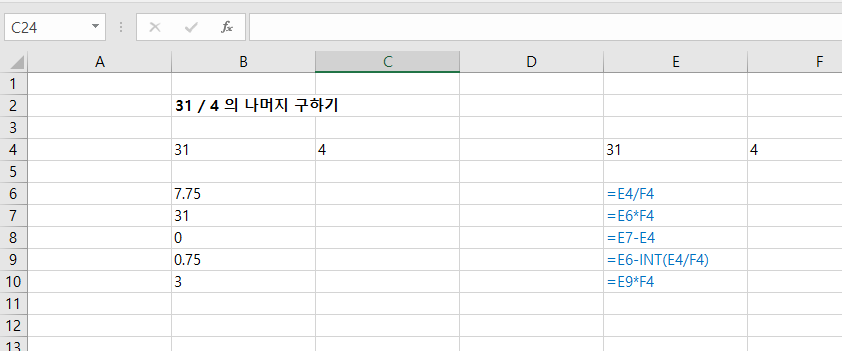 C24 fx
A B C D E F
1
2 31 / 4 의 나머지 구하기
3
4 31 4 31 4
5
6 7.75 =E4/F4
7 31 =E6*F4
8 0 =E7-E4
9 0.75 =E6-INT(E4/F4)
10 3 =E9*F4
11
12
13